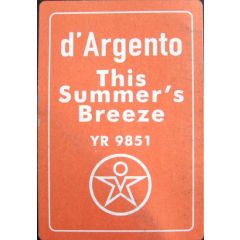 d'Argento
This
Summer's
Breeze
YR 9851